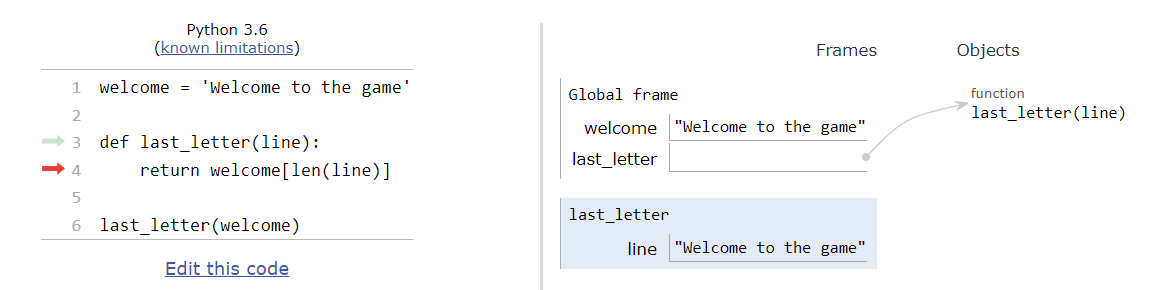 Python 3.6
(known limitations)
1 welcome = 'Welcome to the game'
2
3 def last_letter(line):
4     return welcome[len(line)]
5
6 last_letter(welcome)
Edit this code
Frames Objects
Global frame
welcome "Welcome to the game"
last_letter
function
last_letter(line)
last_letter
line "Welcome to the game"